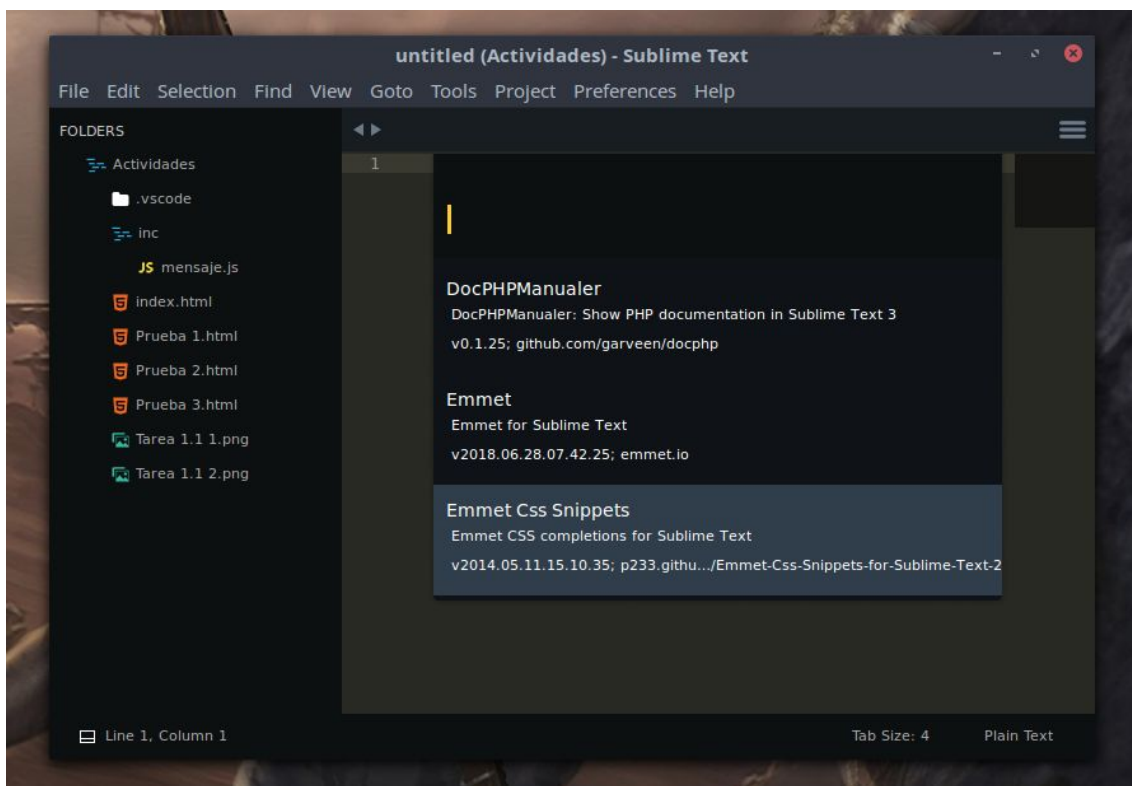 untitled (Actividades) - Sublime Text
File Edit Selection Find View Goto Tools Project Preferences Help
FOLDERS
Actividades
.vscode
inc
JS mensaje.js
index.html
Prueba 1.html
Prueba 2.html
Prueba 3.html
Tarea 1.1 1.png
Tarea 1.1 2.png
1
DocPHPManualer
DocPHPManualer: Show PHP documentation in Sublime Text 3
v0.1.25; github.com/garveen/docphp
Emmet
Emmet for Sublime Text
v2018.06.28.07.42.25; emmet.io
Emmet Css Snippets
Emmet CSS completions for Sublime Text
v2014.05.11.15.10.35; p233.githu.../Emmet-Css-Snippets-for-Sublime-Text-2
Line 1, Column 1
Tab Size: 4
Plain Text